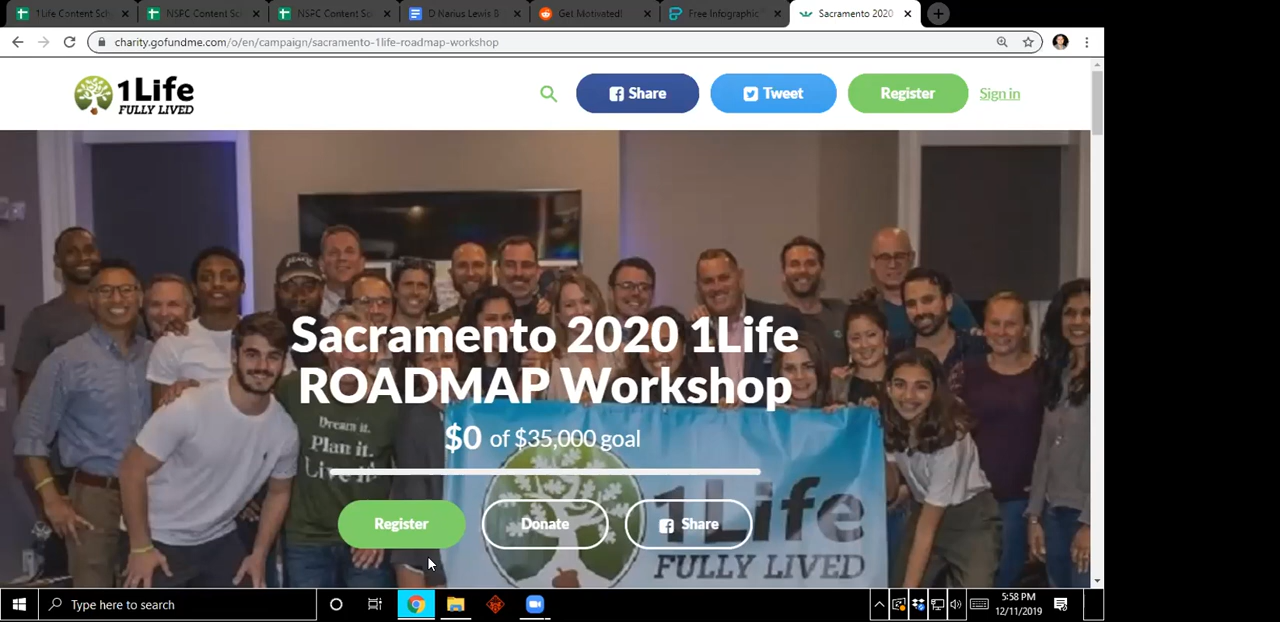 1Life Content Sch
NSPC Content Sc
NSPC Content Sc
D Narius Lewis B
Get Motivated!
Free Infographic
Sacramento 2020
charity.gofundme.com/o/en/campaign/sacramento-1life-roadmap-workshop
1Life
FULLY LIVED
Share
Tweet
Register
Sign in
Sacramento 2020 1Life
ROADMAP Workshop
$0 of $35,000 goal
Dream it.
Plan it.
Live it
Register
Donate
Share
1Life
FULLY LIVED
Type here to search
5:58 PM
12/11/2019